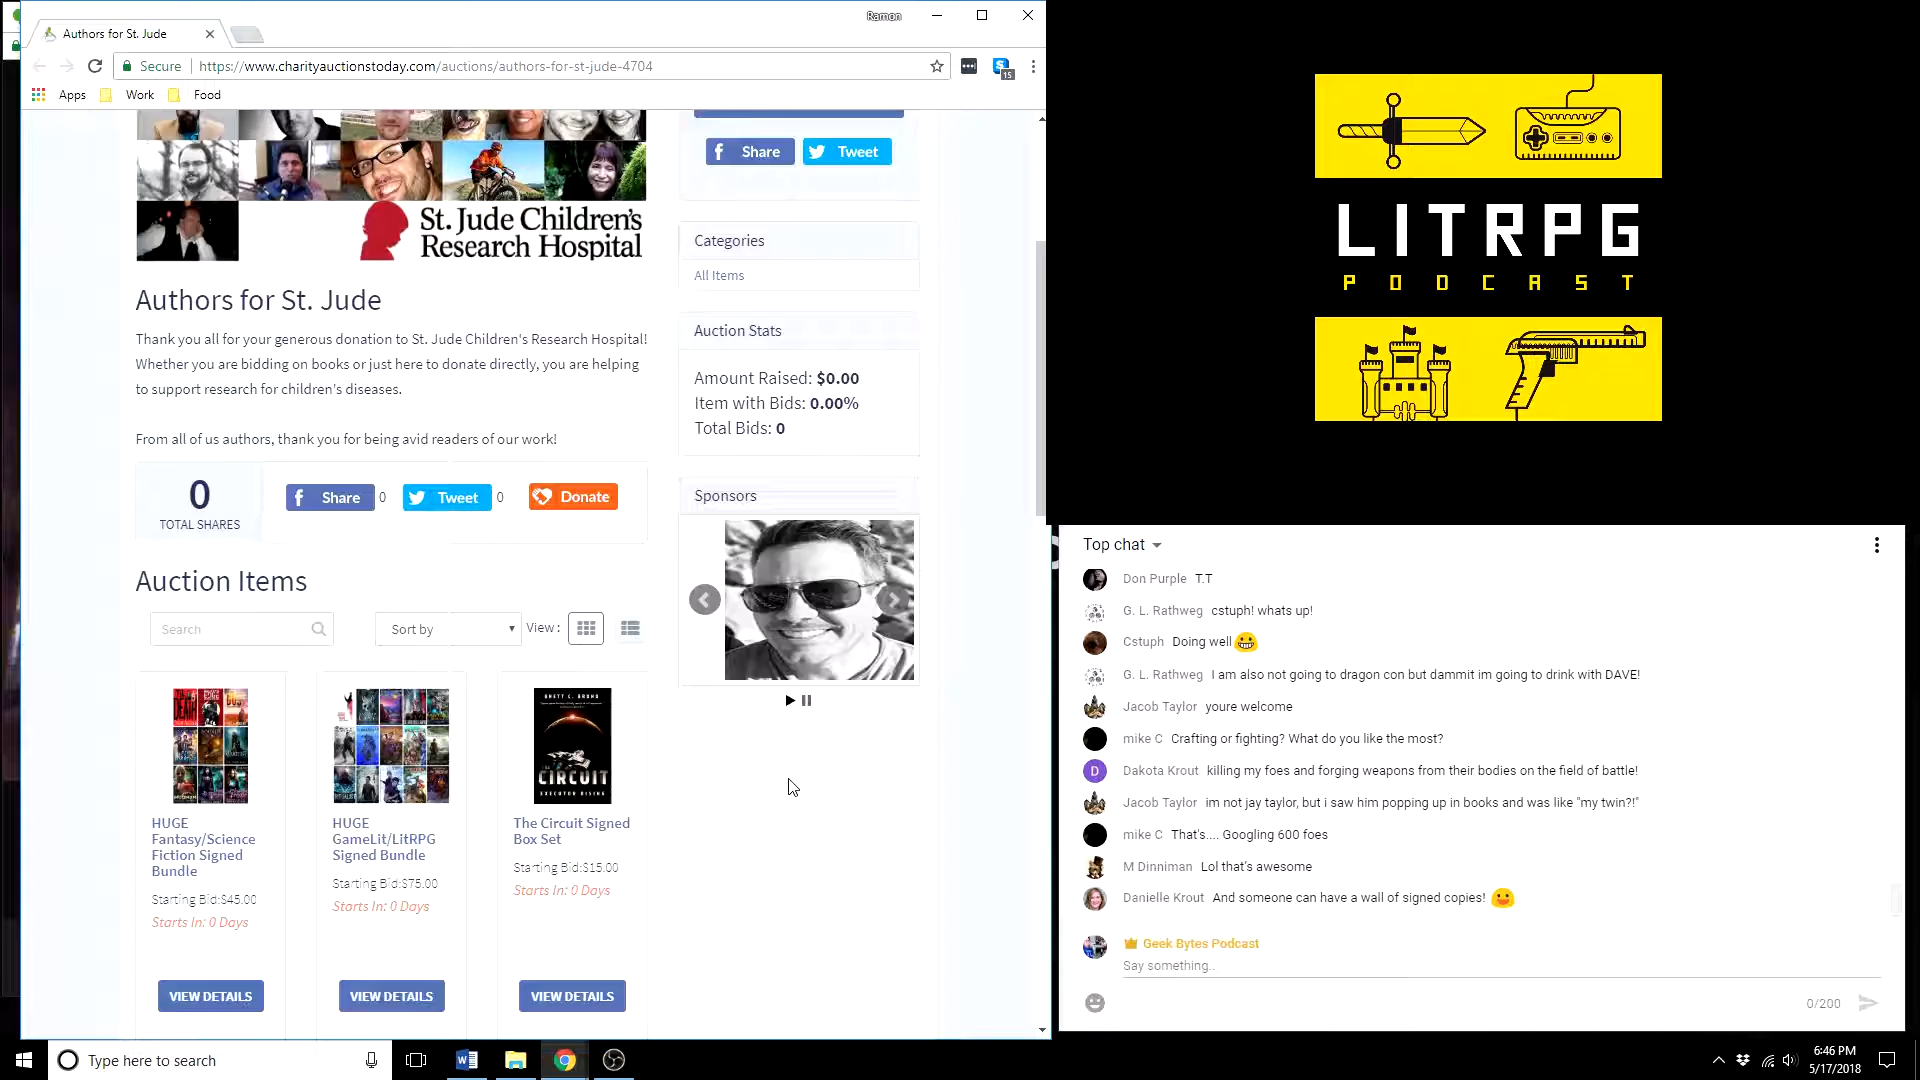 Ramon
Authors for St. Jude
Secure
https://www.charityauctionstoday.com/auctions/authors-for-st-jude-4704
15
Apps
Work
Food
St. Jude Children's
Research Hospital
Authors for St. Jude
Thank you all for your generous donation to St. Jude Children's Research Hospital!
Whether you are bidding on books or just here to donate directly, you are helping
to support research for children's diseases.
From all of us authors, thank you for being avid readers of our work!
0
TOTAL SHARES
Share 0
Tweet 0
Donate
Auction Items
Search
Sort by
View :
HUGE
Fantasy/Science
Fiction Signed
Bundle
Starting Bid:$45.00
Starts In: 0 Days
VIEW DETAILS
HUGE
GameLit/LitRPG
Signed Bundle
Starting Bid:$75.00
Starts In: 0 Days
VIEW DETAILS
RHETT C. BRUNO
CIRCUIT
EXECUTOR RISING
The Circuit Signed
Box Set
Starting Bid:$15.00
Starts In: 0 Days
VIEW DETAILS
Share
Tweet
Categories
All Items
Auction Stats
Amount Raised: $0.00
Item with Bids: 0.00%
Total Bids: 0
Sponsors
LITRPG
PODCAST
Top chat
Don Purple T.T
G. L. Rathweg cstuph! whats up!
Cstuph Doing well
G. L. Rathweg I am also not going to dragon con but dammit im going to drink with DAVE!
Jacob Taylor youre welcome
mike C Crafting or fighting? What do you like the most?
D
Dakota Krout killing my foes and forging weapons from their bodies on the field of battle!
Jacob Taylor im not jay taylor, but i saw him popping up in books and was like "my twin?!"
mike C That's.... Googling 600 foes
M Dinniman Lol that's awesome
Danielle Krout And someone can have a wall of signed copies!
Geek Bytes Podcast
Say something..
0/200
Type here to search
6:46 PM
5/17/2018